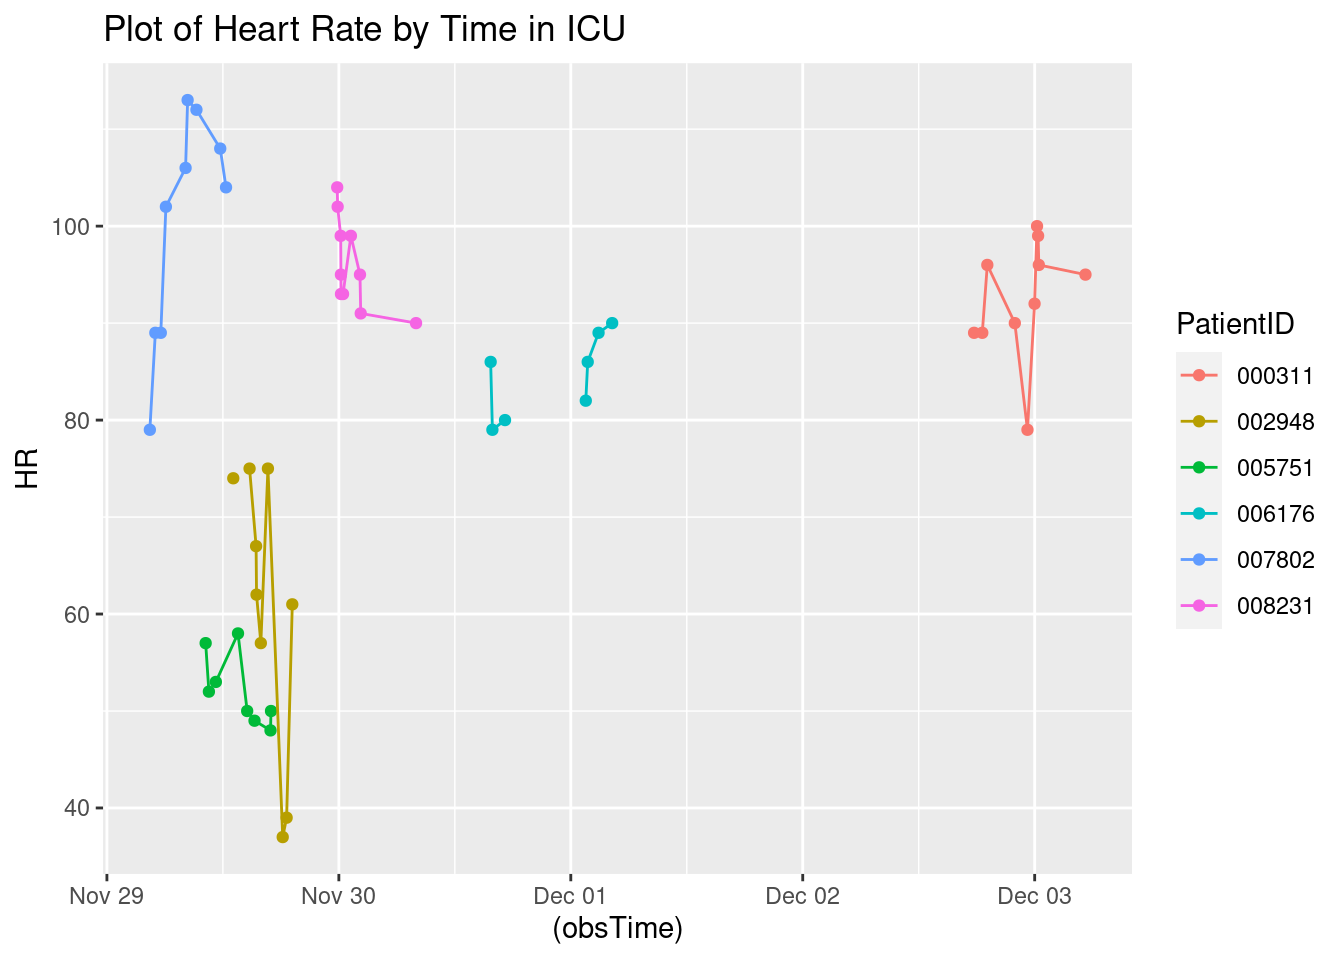 Plot of Heart Rate by Time in ICU
HR
100
80
60
40
Nov 29
Nov 30
Dec 01
Dec 02
Dec 03
(obsTime)
PatientID
000311
002948
005751
006176
007802
008231